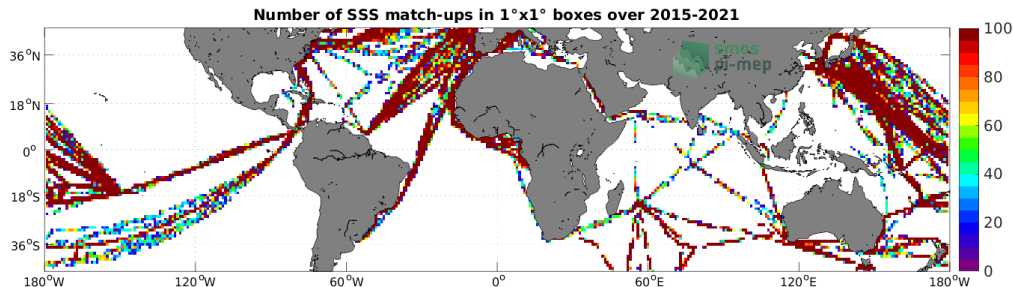 Number of SSS match-ups in 1°x1° boxes over 2015-2021
smos
pi-mep
36°N
18°N
0°
18°S
36°S
180°W
120°W
60°W
0°
60°E
120°E
180°W
100
80
60
40
20
0